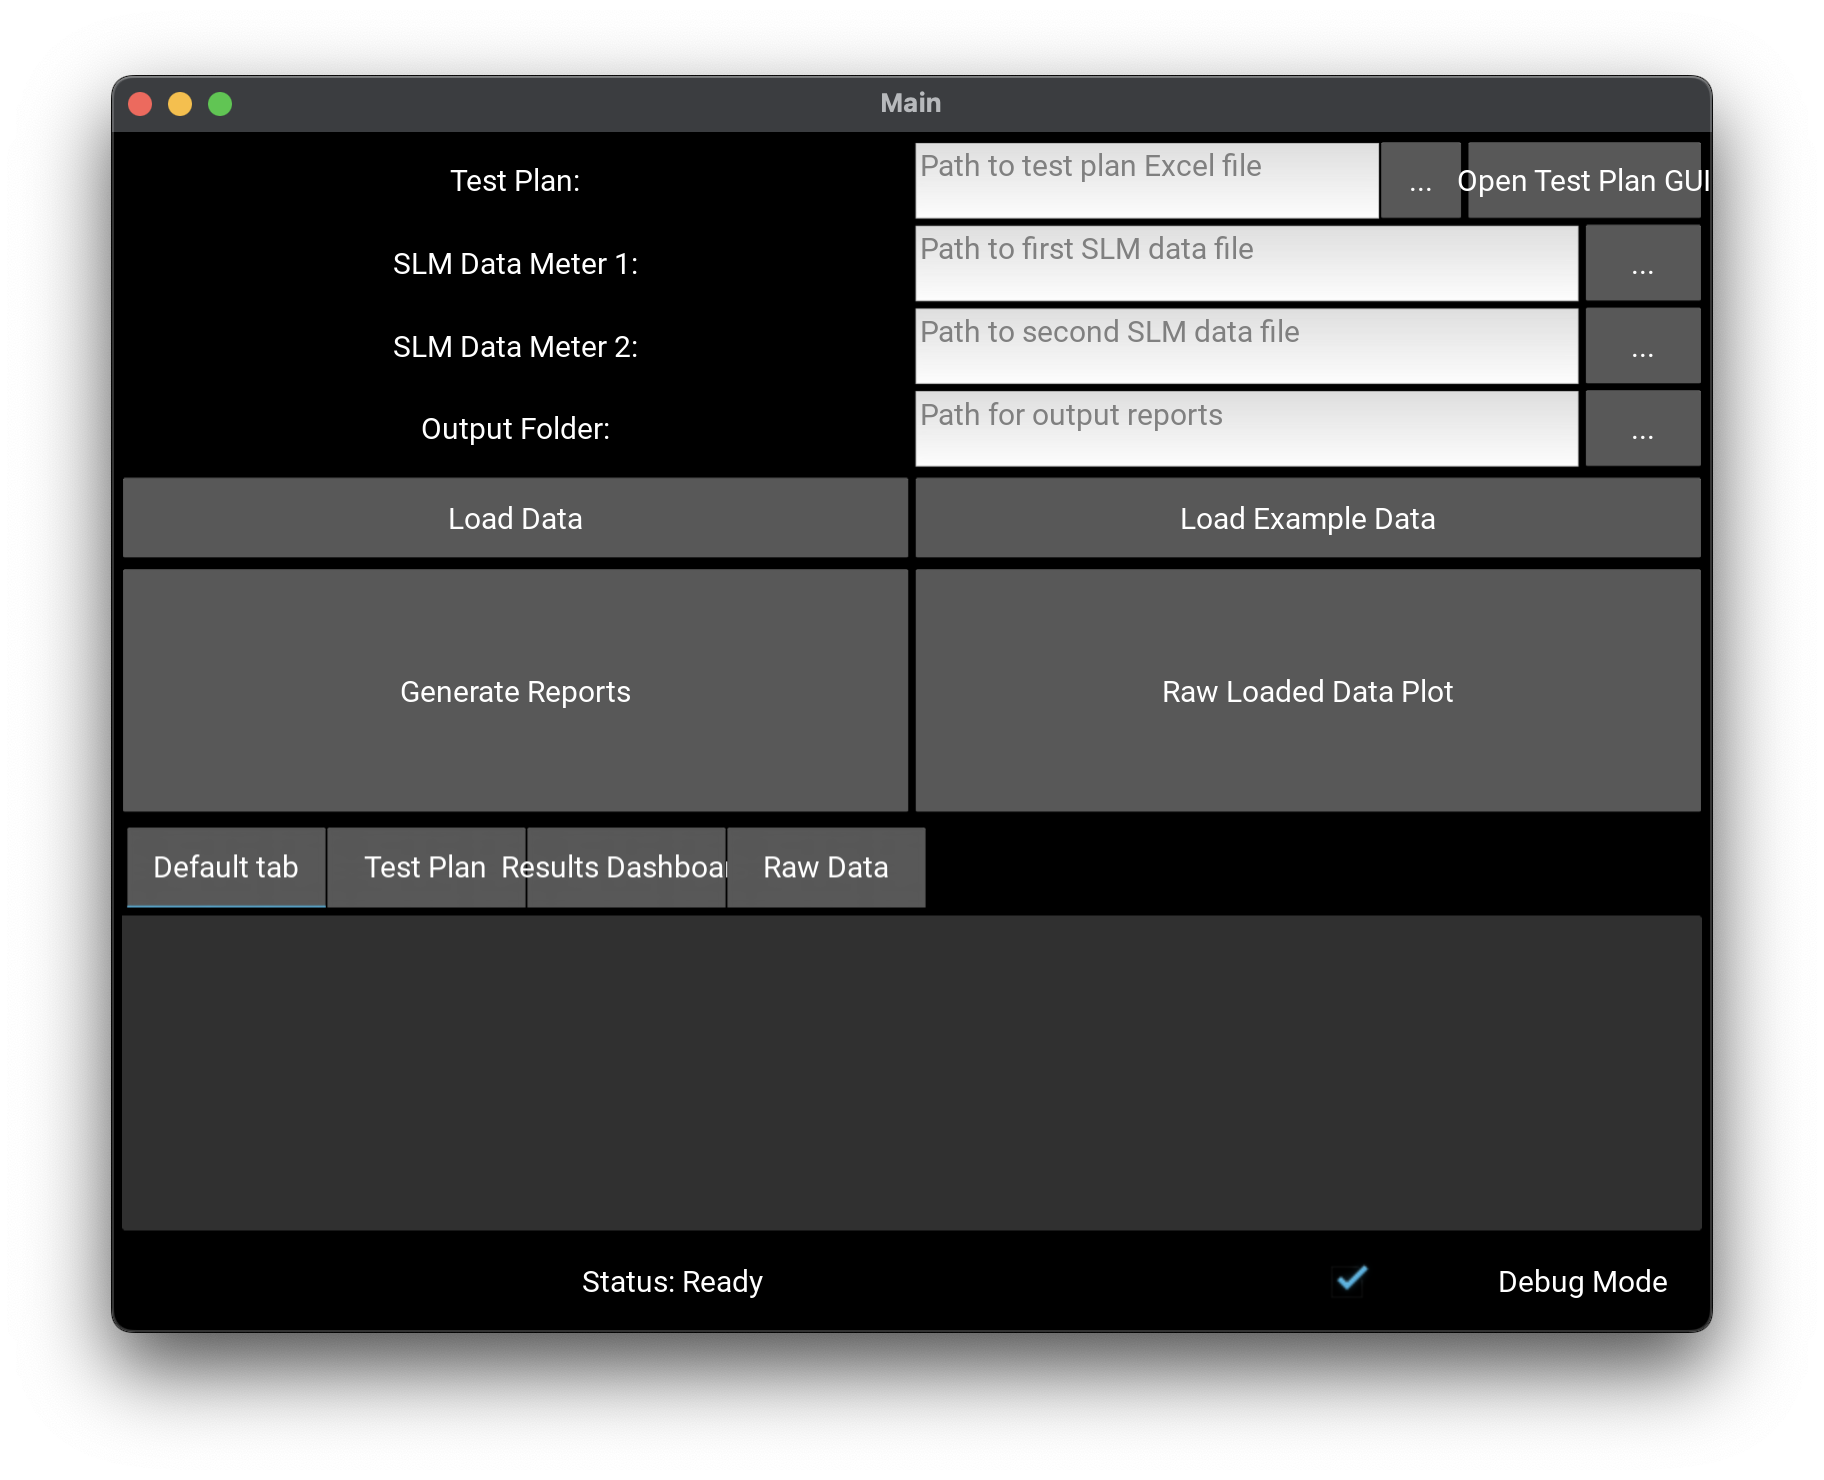 Main
Test Plan:
Path to test plan Excel file
...
Open Test Plan GUI
SLM Data Meter 1:
Path to first SLM data file
...
SLM Data Meter 2:
Path to second SLM data file
...
Output Folder:
Path for output reports
...
Load Data
Load Example Data
Generate Reports
Raw Loaded Data Plot
Default tab
Test Plan
Results Dashboar
Raw Data
Status: Ready
Debug Mode